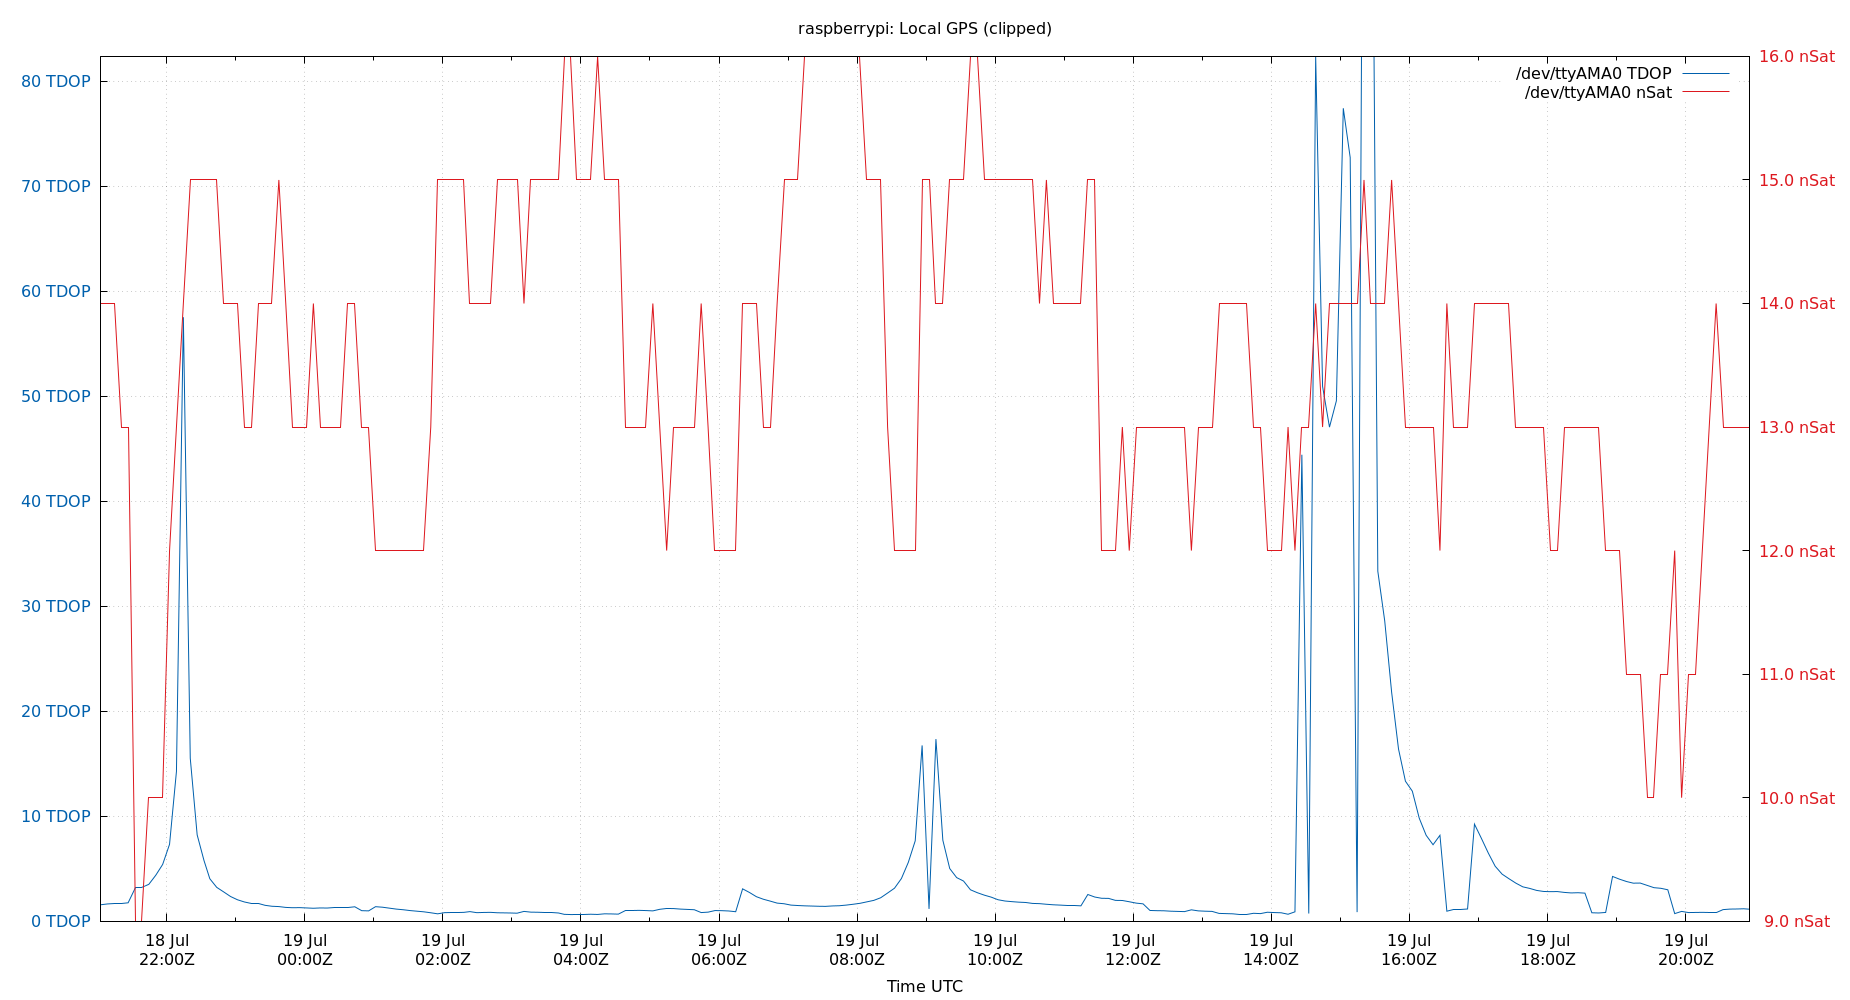 raspberrypi: Local GPS (clipped)
/dev/ttyAMA0 TDOP
/dev/ttyAMA0 nSat
80 TDOP
70 TDOP
60 TDOP
50 TDOP
40 TDOP
30 TDOP
20 TDOP
10 TDOP
0 TDOP
16.0 nSat
15.0 nSat
14.0 nSat
13.0 nSat
12.0 nSat
11.0 nSat
10.0 nSat
9.0 nSat
18 Jul
22:00Z
19 Jul
00:00Z
19 Jul
02:00Z
19 Jul
04:00Z
19 Jul
06:00Z
19 Jul
08:00Z
19 Jul
10:00Z
19 Jul
12:00Z
19 Jul
14:00Z
19 Jul
16:00Z
19 Jul
18:00Z
19 Jul
20:00Z
Time UTC